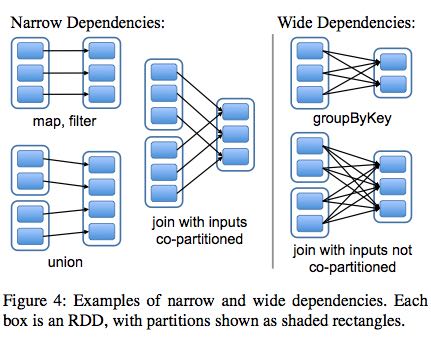 Narrow Dependencies:
Wide Dependencies:
map, filter
groupByKey
join with inputs
co-partitioned
union
join with inputs not
co-partitioned
Figure 4: Examples of narrow and wide dependencies. Each
box is an RDD, with partitions shown as shaded rectangles.